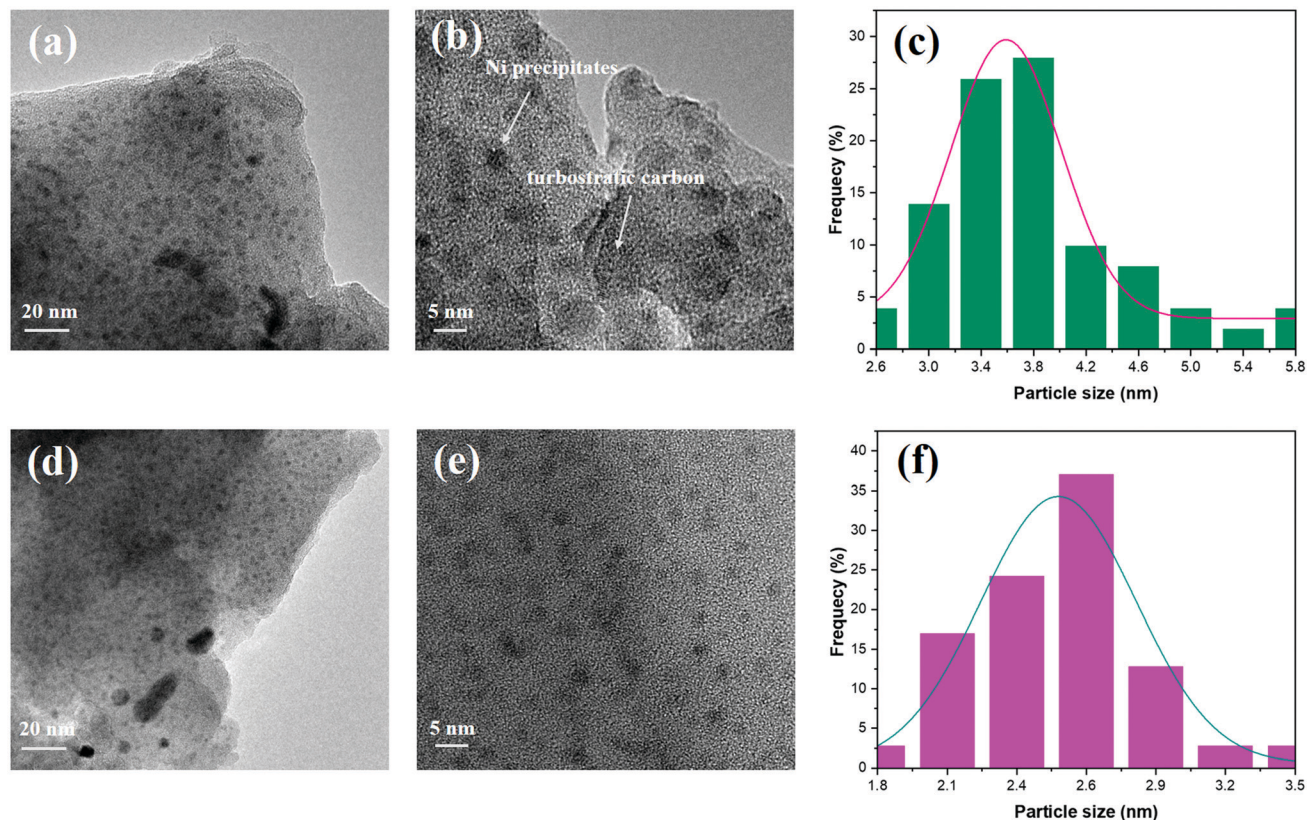 (a)
20 nm
(b)
Ni precipitates
turbostratic carbon
5 nm
(c)
Frequecy (%)
30
25
20
15
10
5
0
2.6 3.0 3.4 3.8 4.2 4.6 5.0 5.4 5.8
Particle size (nm)
(d)
20 nm
(e)
5 nm
(f)
Frequecy (%)
40
35
30
25
20
15
10
5
0
1.8 2.1 2.4 2.6 2.9 3.2 3.5
Particle size (nm)